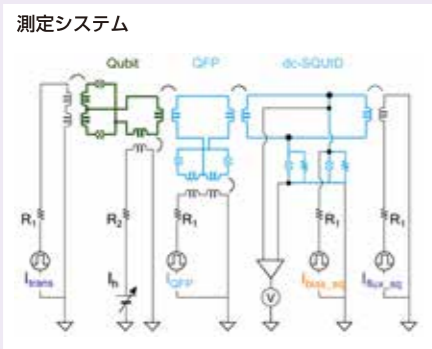 測定システム
Qubit QFP dc-SQUID
R1 R2 R1 R1 R1
Itrans Ih IQFP V Ibias_sq Iflux_sq